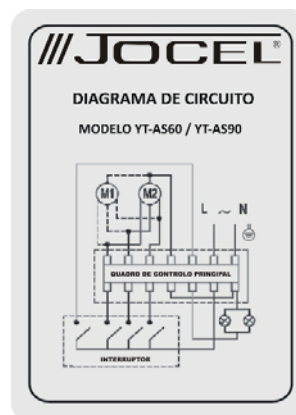 JOCEL®
DIAGRAMA DE CIRCUITO
MODELO YT-AS60 / YT-AS90
M1 M2
L ~ N
QUADRO DE CONTROLO PRINCIPAL
INTERRUPTOR